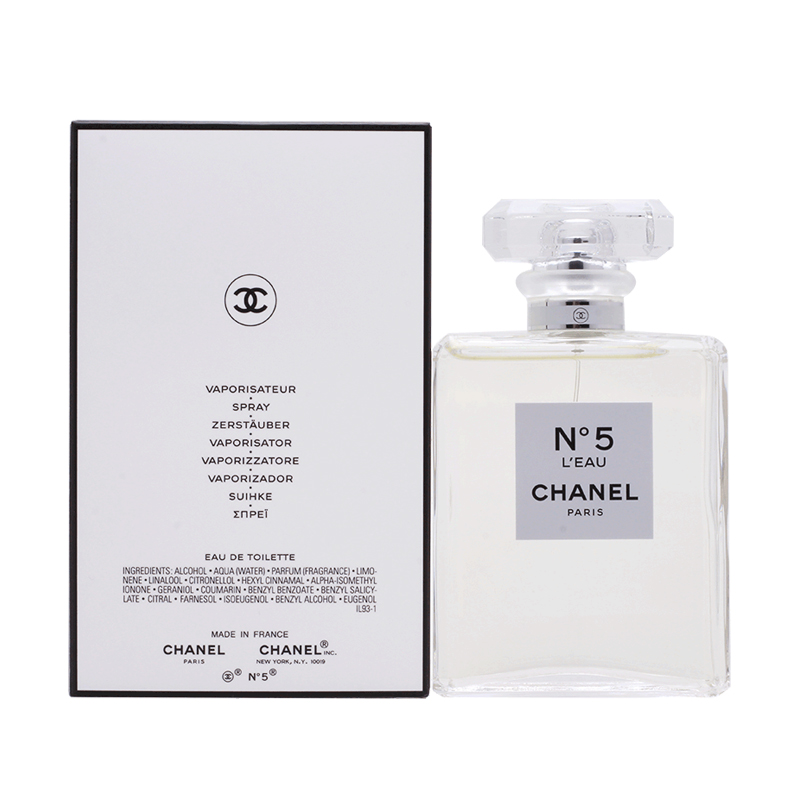 VAPORISATEUR
SPRAY
ZERSTÄUBER
VAPORISATOR
VAPORIZZATORE
VAPORIZADOR
SUIHKE
ΣΠΡΕΪ
EAU DE TOILETTE
INGREDIENTS: ALCOHOL • AQUA (WATER) • PARFUM (FRAGRANCE) • LIMO-
NENE • LINALOOL • CITRONELLOL • HEXYL CINNAMAL • ALPHA-ISOMETHYL
IONONE • GERANIOL • COUMARIN • BENZYL BENZOATE • BENZYL SALICY-
LATE • CITRAL • FARNESOL • ISOEUGENOL • BENZYL ALCOHOL • EUGENOL
IL93-1
MADE IN FRANCE
CHANEL CHANEL® INC.
PARIS NEW YORK, N.Y. 10019
® N°5®
N°5
L'EAU
CHANEL
PARIS